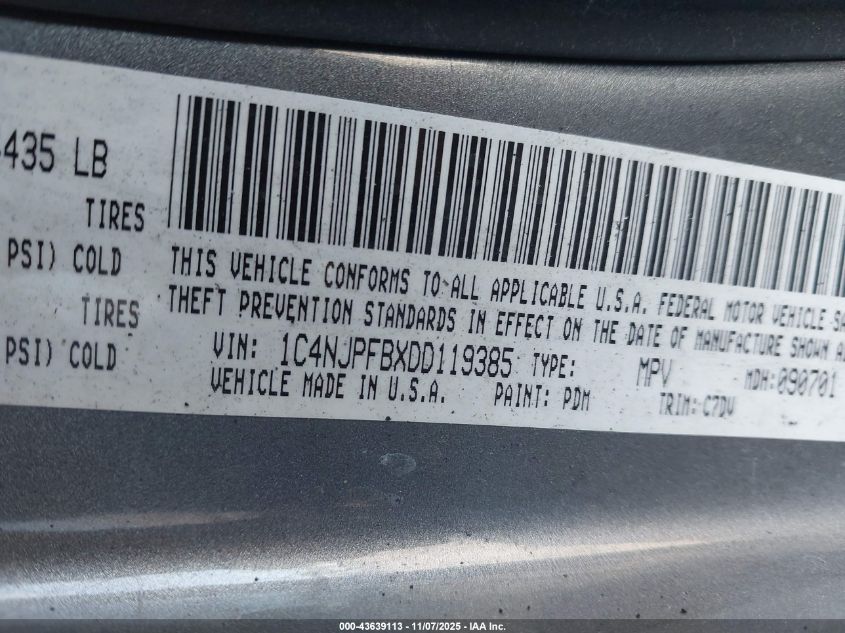 435 LB
TIRES
PSI) COLD
TIRES
PSI) COLD
THIS VEHICLE CONFORMS TO ALL APPLICABLE U.S.A. FEDERAL MOTOR VEHICLE SA
THEFT PREVENTION STANDARDS IN EFFECT ON THE DATE OF MANUFACTURE SHOWN A
VIN: 1C4NJPFBXDD119385 TYPE: MPV MDH:090701
VEHICLE MADE IN U.S.A. PAINT: PDM TRIM: C7DV
000-43639113 - 11/07/2025 - IAA Inc.